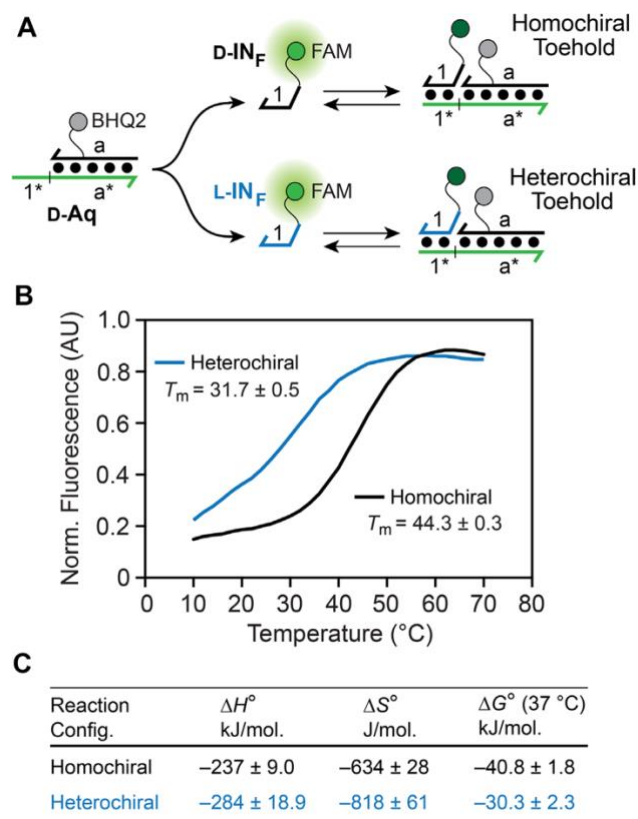 A
D-INF
FAM
1
Homochiral
Toehold
a
1*
a*
BHQ2
a
1*
a*
D-Aq
L-INF
FAM
1
Heterochiral
Toehold
1
a
1*
a*
B
Norm. Fluorescence (AU)
1.0
0.8
0.6
0.4
0.2
0
Heterochiral
Tm = 31.7 ± 0.5
Homochiral
Tm = 44.3 ± 0.3
0 10 20 30 40 50 60 70 80
Temperature (°C)
C
Reaction Config. ΔH° kJ/mol. ΔS° J/mol. ΔG° (37 °C) kJ/mol.
Homochiral –237 ± 9.0 –634 ± 28 –40.8 ± 1.8
Heterochiral –284 ± 18.9 –818 ± 61 –30.3 ± 2.3